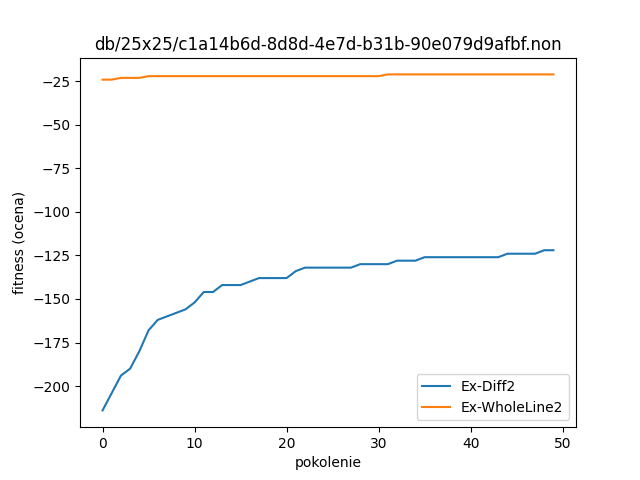 db/25x25/c1a14b6d-8d8d-4e7d-b31b-90e079d9afbf.non
fitness (ocena)
−25
−50
−75
−100
−125
−150
−175
−200
Ex-Diff2
Ex-WholeLine2
0 10 20 30 40 50
pokolenie